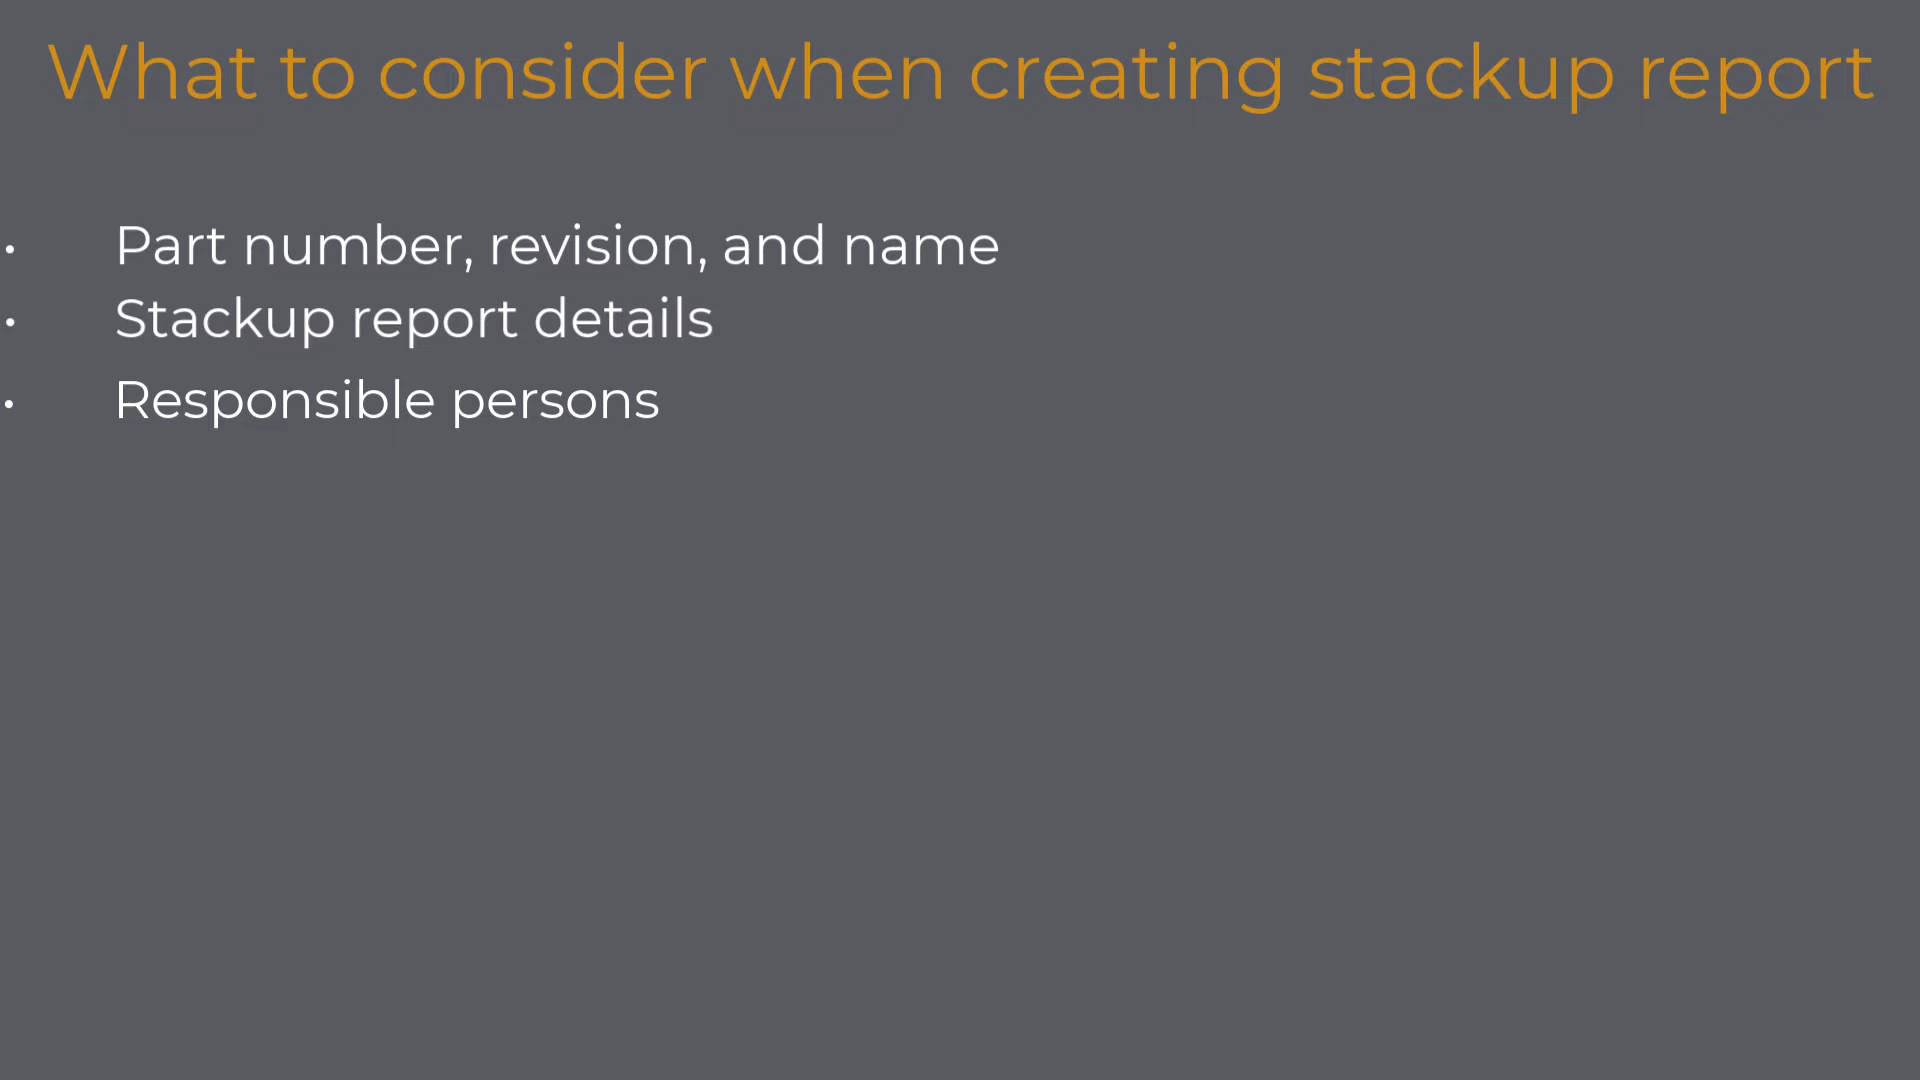 What to consider when creating stackup report
• Part number, revision, and name
• Stackup report details
• Responsible persons